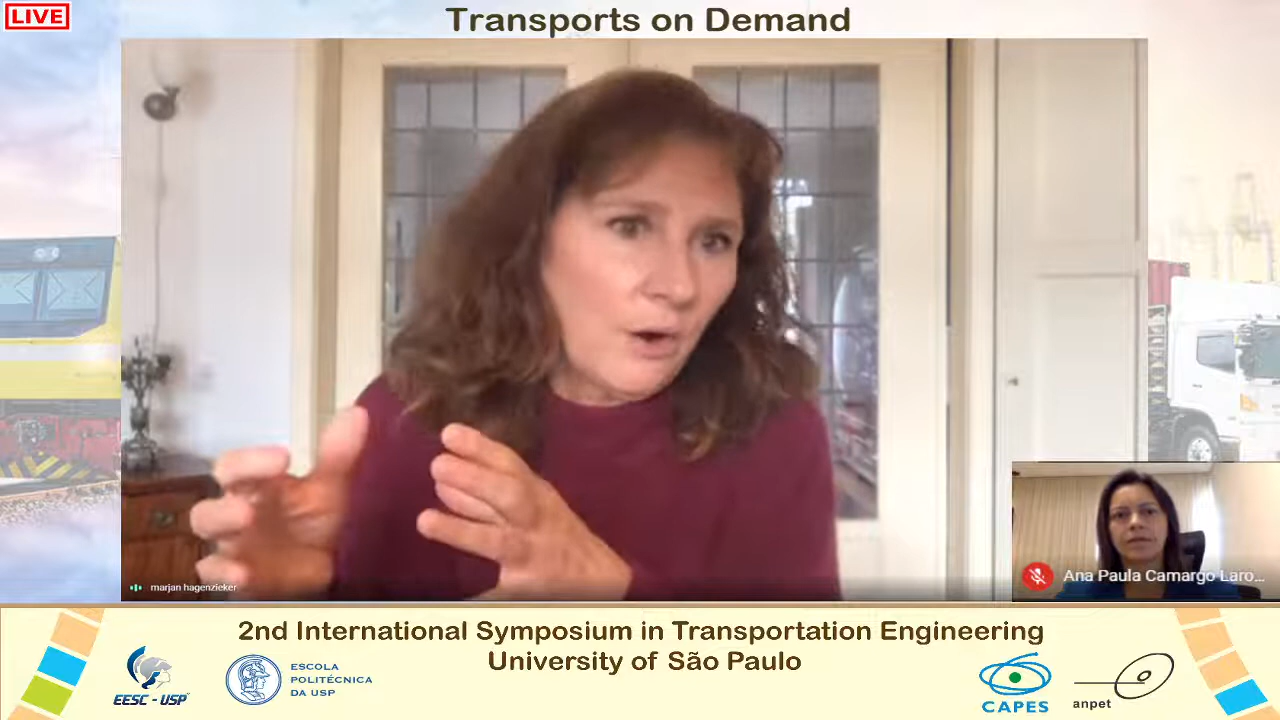 LIVE
Transports on Demand
marjan hagenzieker
Ana Paula Camargo Laro...
2nd International Symposium in Transportation Engineering
University of São Paulo
EESC - USP
ESCOLA
POLITÉCNICA
DA USP
CAPES
anpet